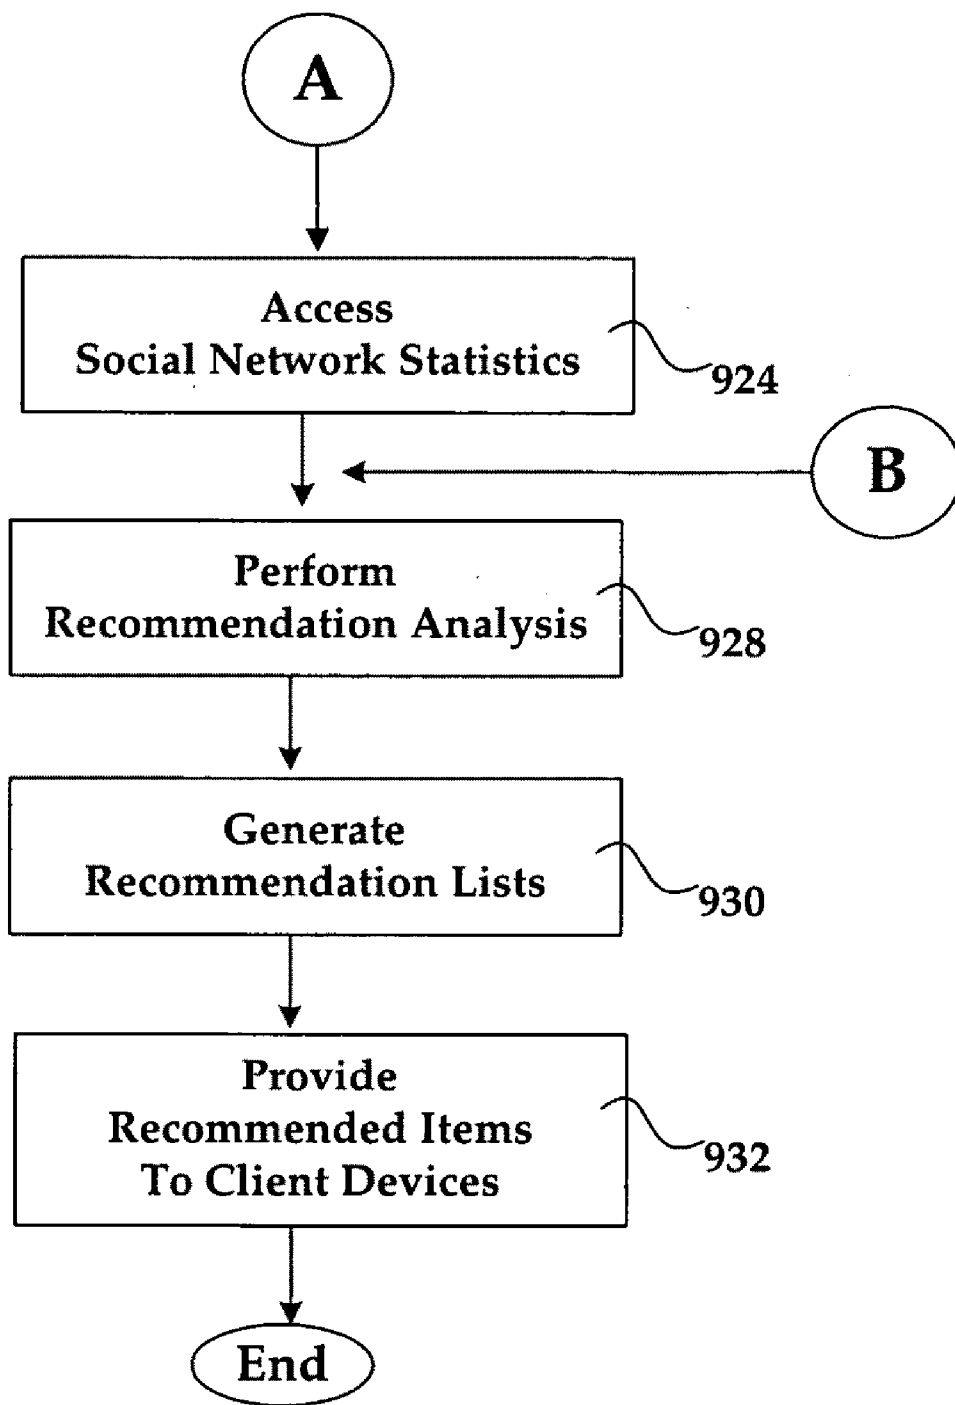 A
Access
Social Network Statistics
924
B
Perform
Recommendation Analysis
928
Generate
Recommendation Lists
930
Provide
Recommended Items
To Client Devices
932
End